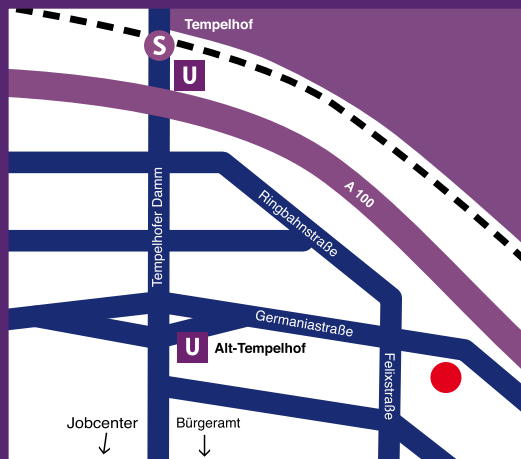 Tempelhof
S
U
A 100
Tempelhofer Damm
Ringbahnstraße
Germaniastraße
U
Alt-Tempelhof
Felixstraße
Jobcenter
Bürgeramt